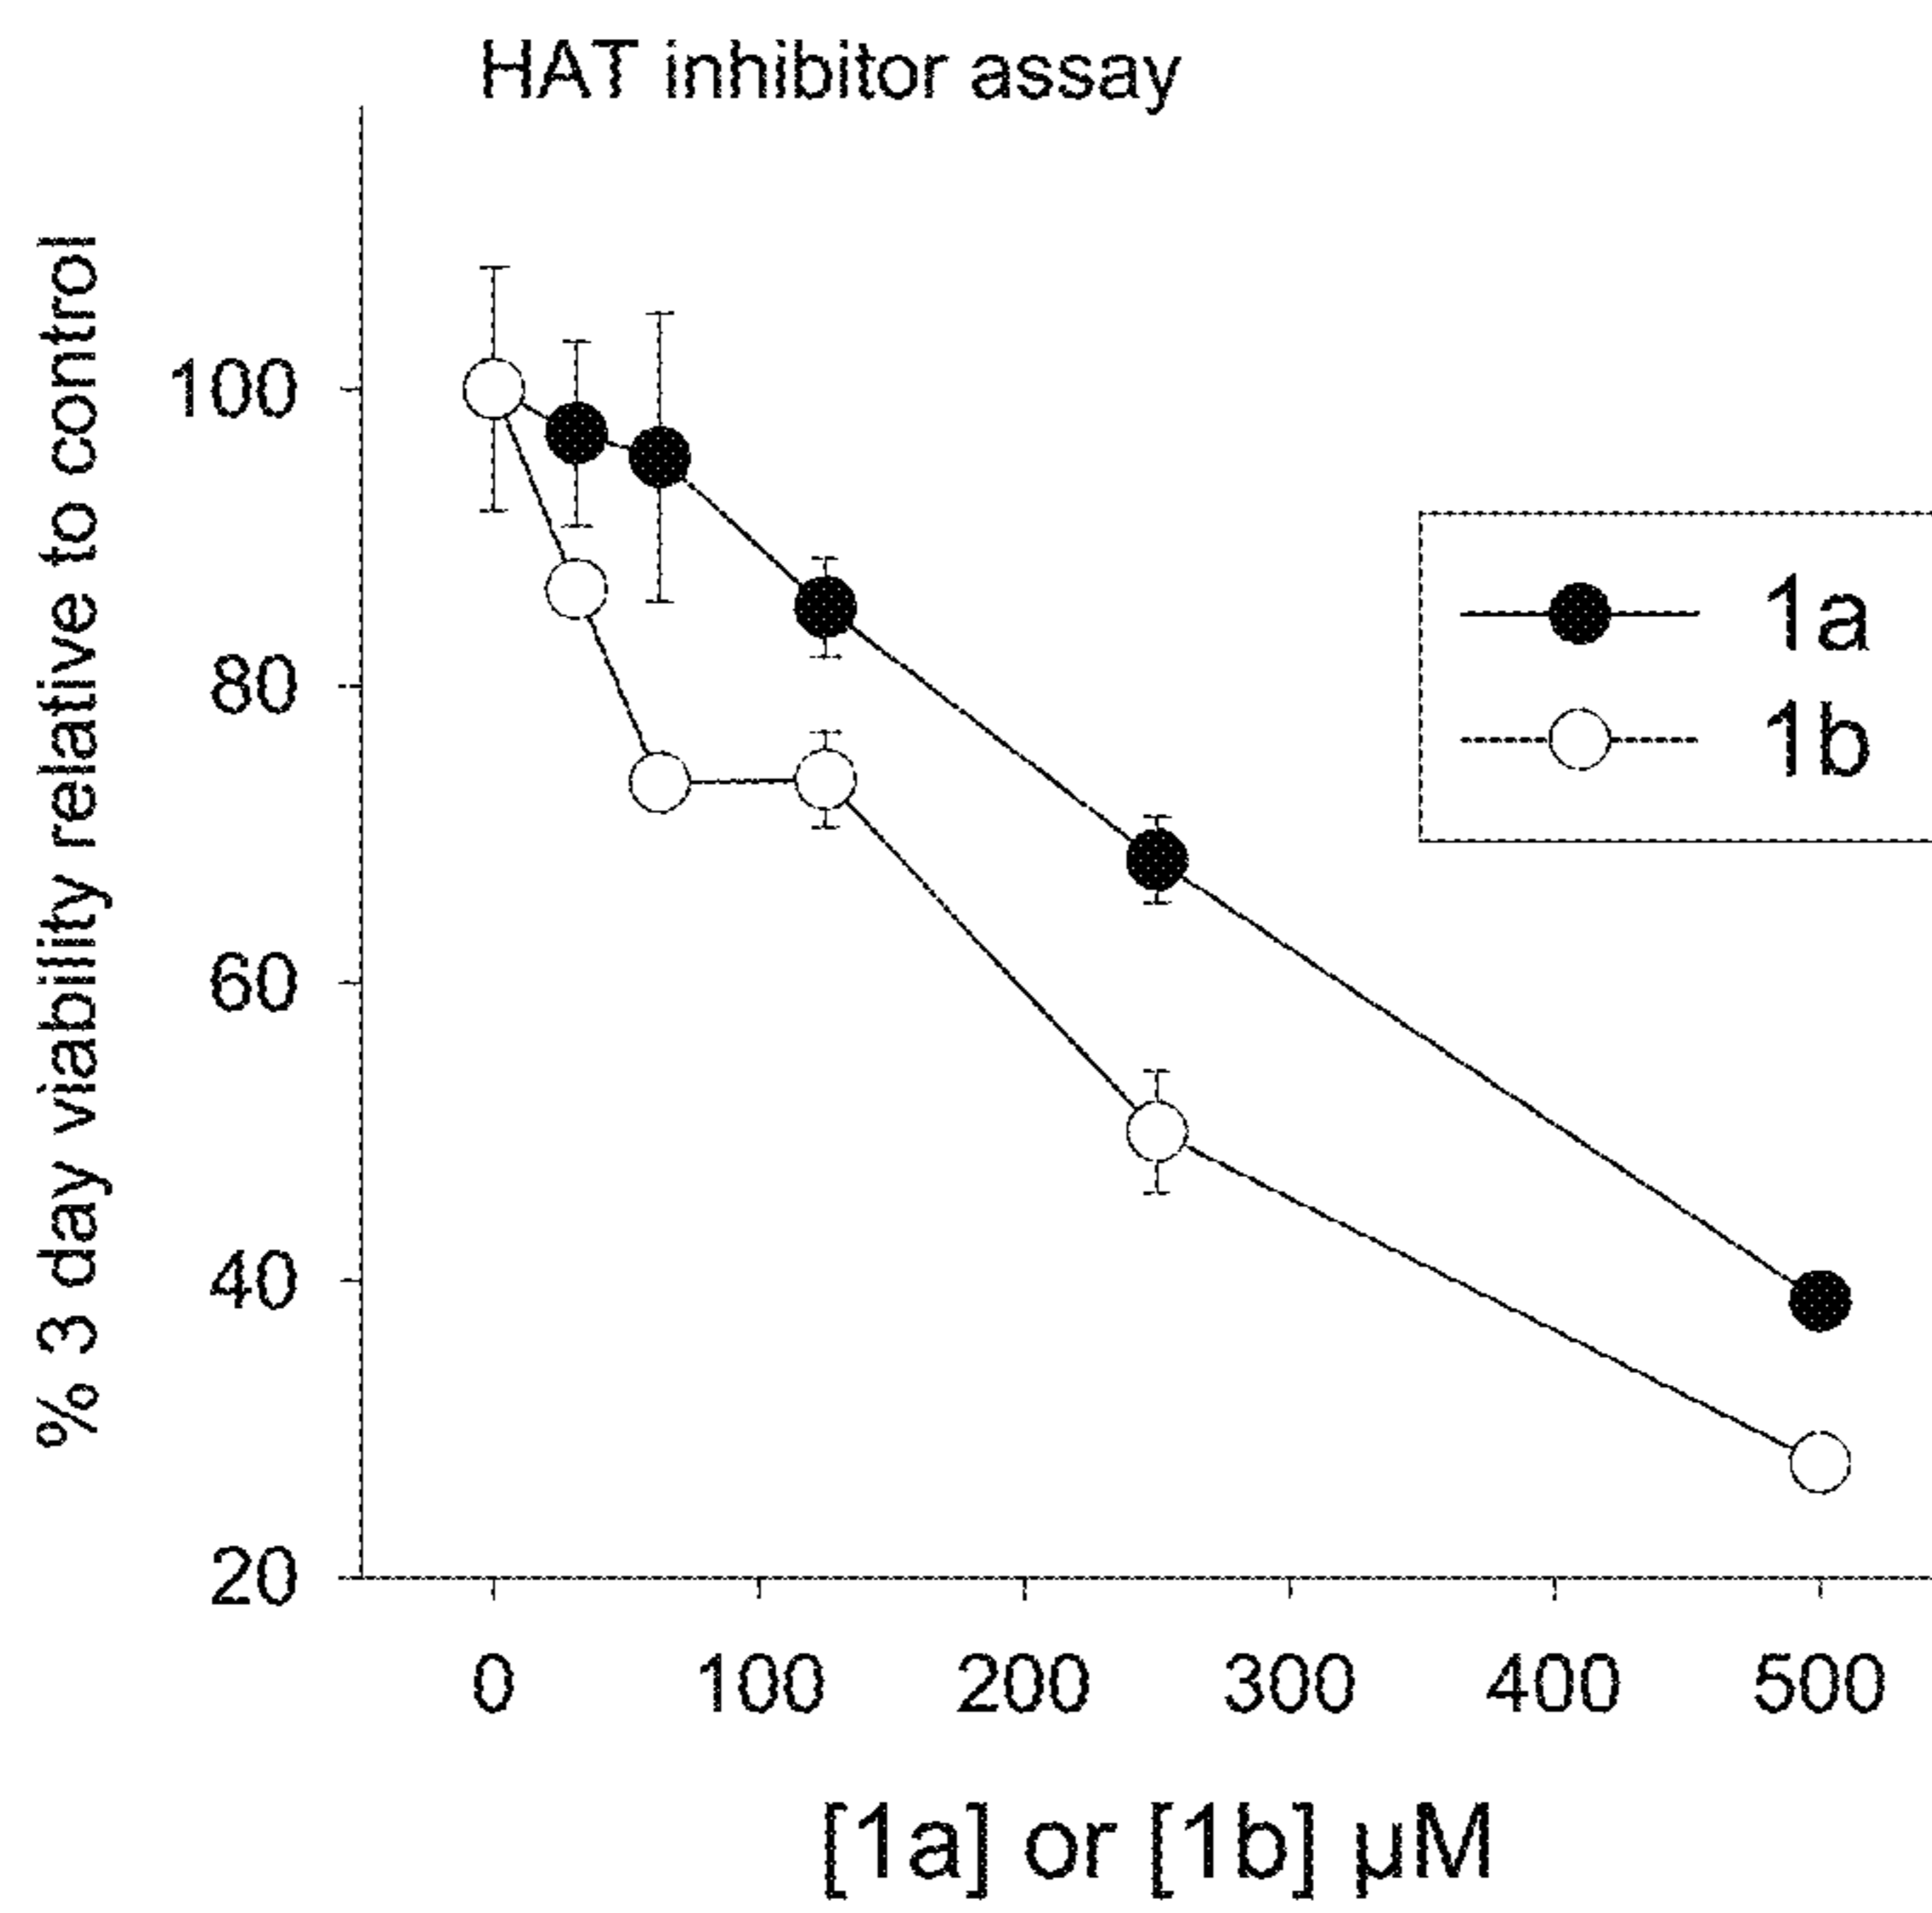 HAT inhibitor assay
% 3 day viability relative to control
100
80
60
40
20
1a
1b
0 100 200 300 400 500
[1a] or [1b] µM